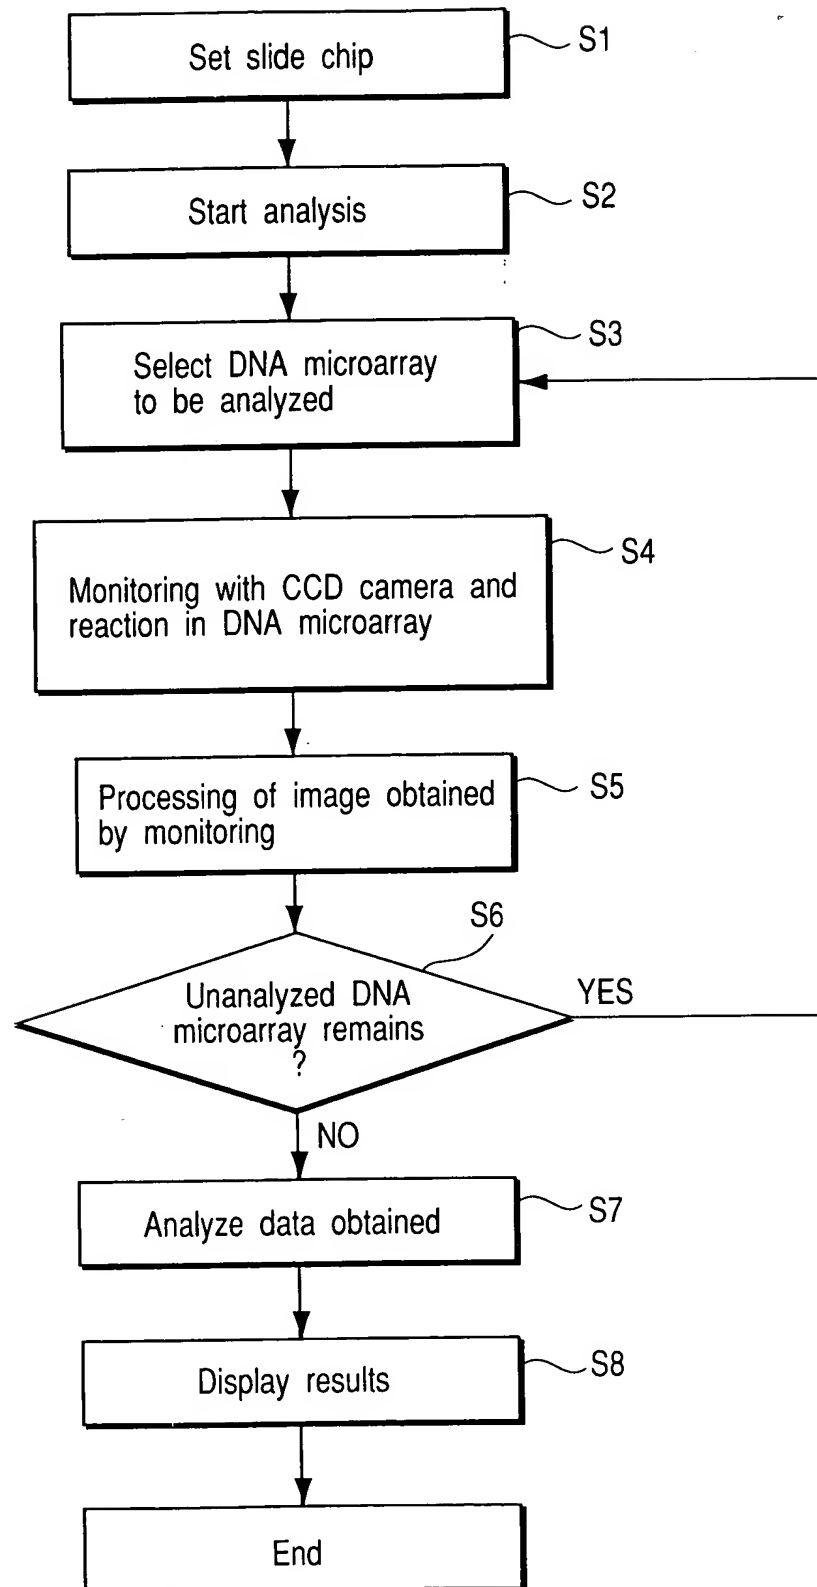 Set slide chip
S1
Start analysis
S2
Select DNA microarray
to be analyzed
S3
Monitoring with CCD camera and
reaction in DNA microarray
S4
Processing of image obtained
by monitoring
S5
S6
Unanalyzed DNA
microarray remains
?
YES
NO
Analyze data obtained
S7
Display results
S8
End